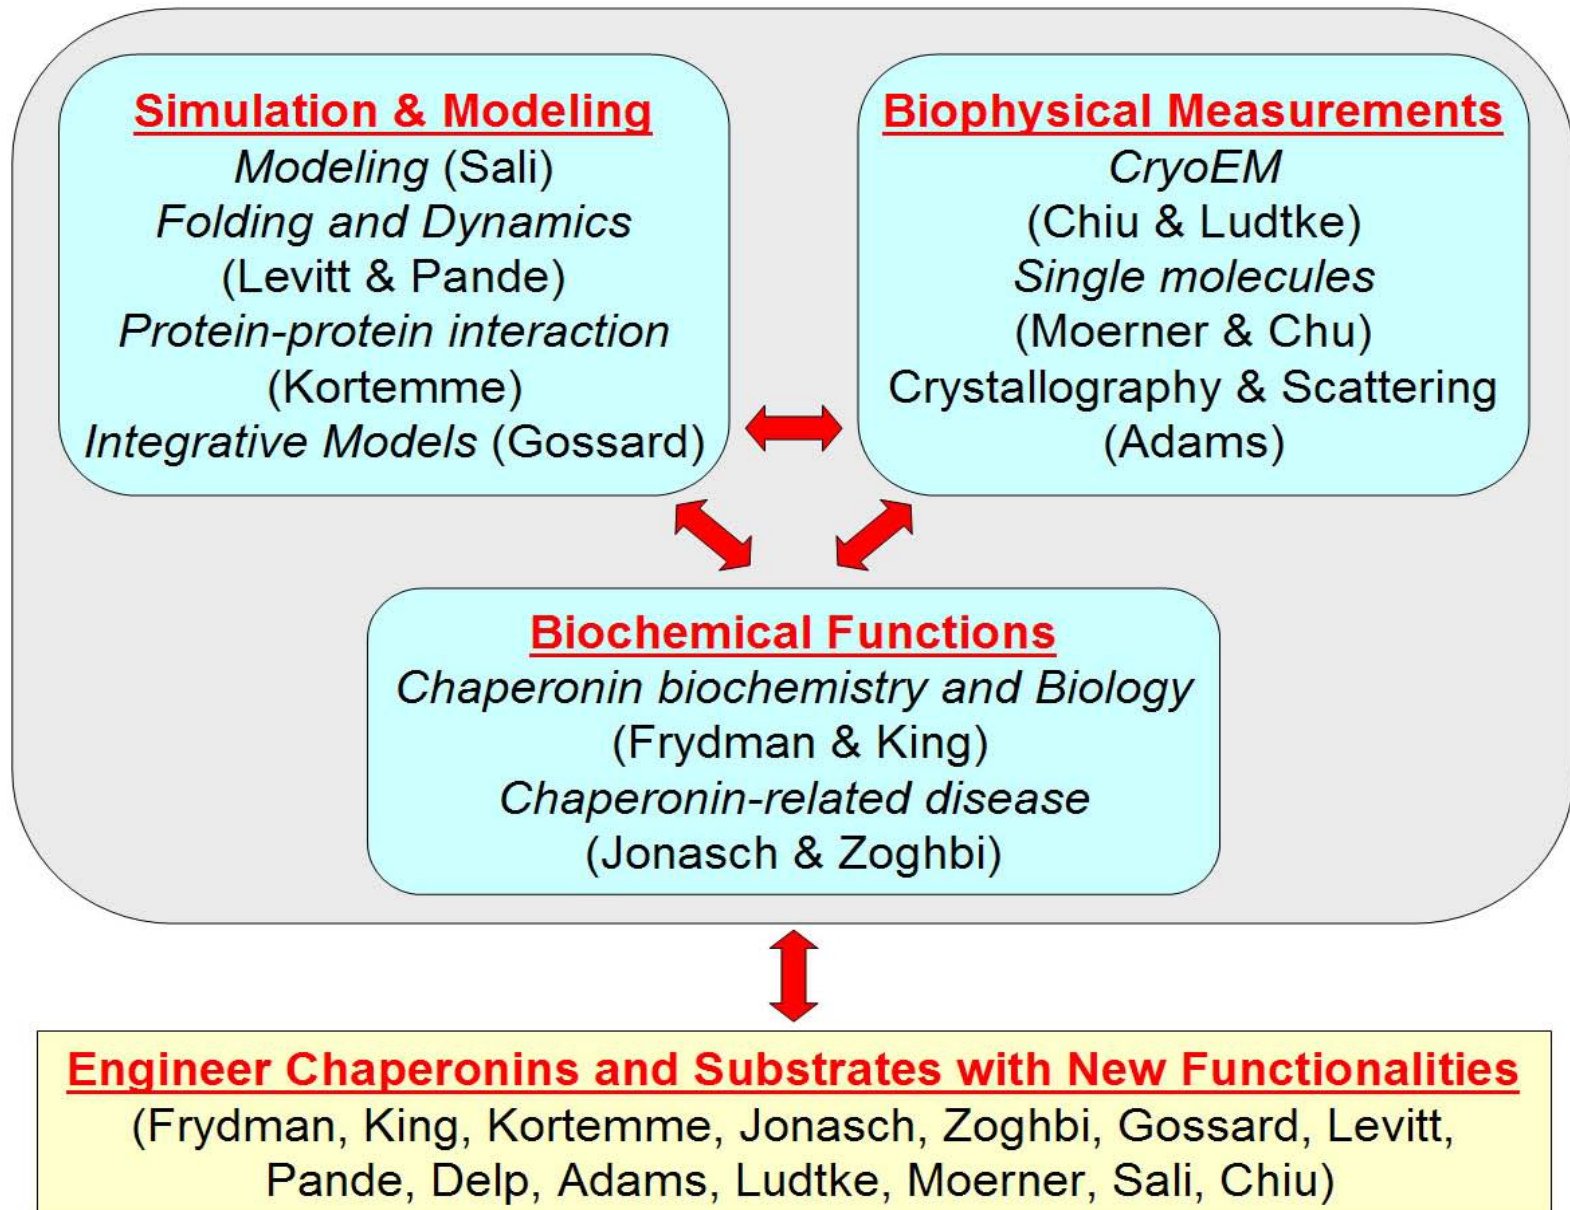 Simulation & Modeling
Modeling (Sali)
Folding and Dynamics
(Levitt & Pande)
Protein-protein interaction
(Kortemme)
Integrative Models (Gossard)
Biophysical Measurements
CryoEM
(Chiu & Ludtke)
Single molecules
(Moerner & Chu)
Crystallography & Scattering
(Adams)
Biochemical Functions
Chaperonin biochemistry and Biology
(Frydman & King)
Chaperonin-related disease
(Jonasch & Zoghbi)
Engineer Chaperonins and Substrates with New Functionalities
(Frydman, King, Kortemme, Jonasch, Zoghbi, Gossard, Levitt,
Pande, Delp, Adams, Ludtke, Moerner, Sali, Chiu)